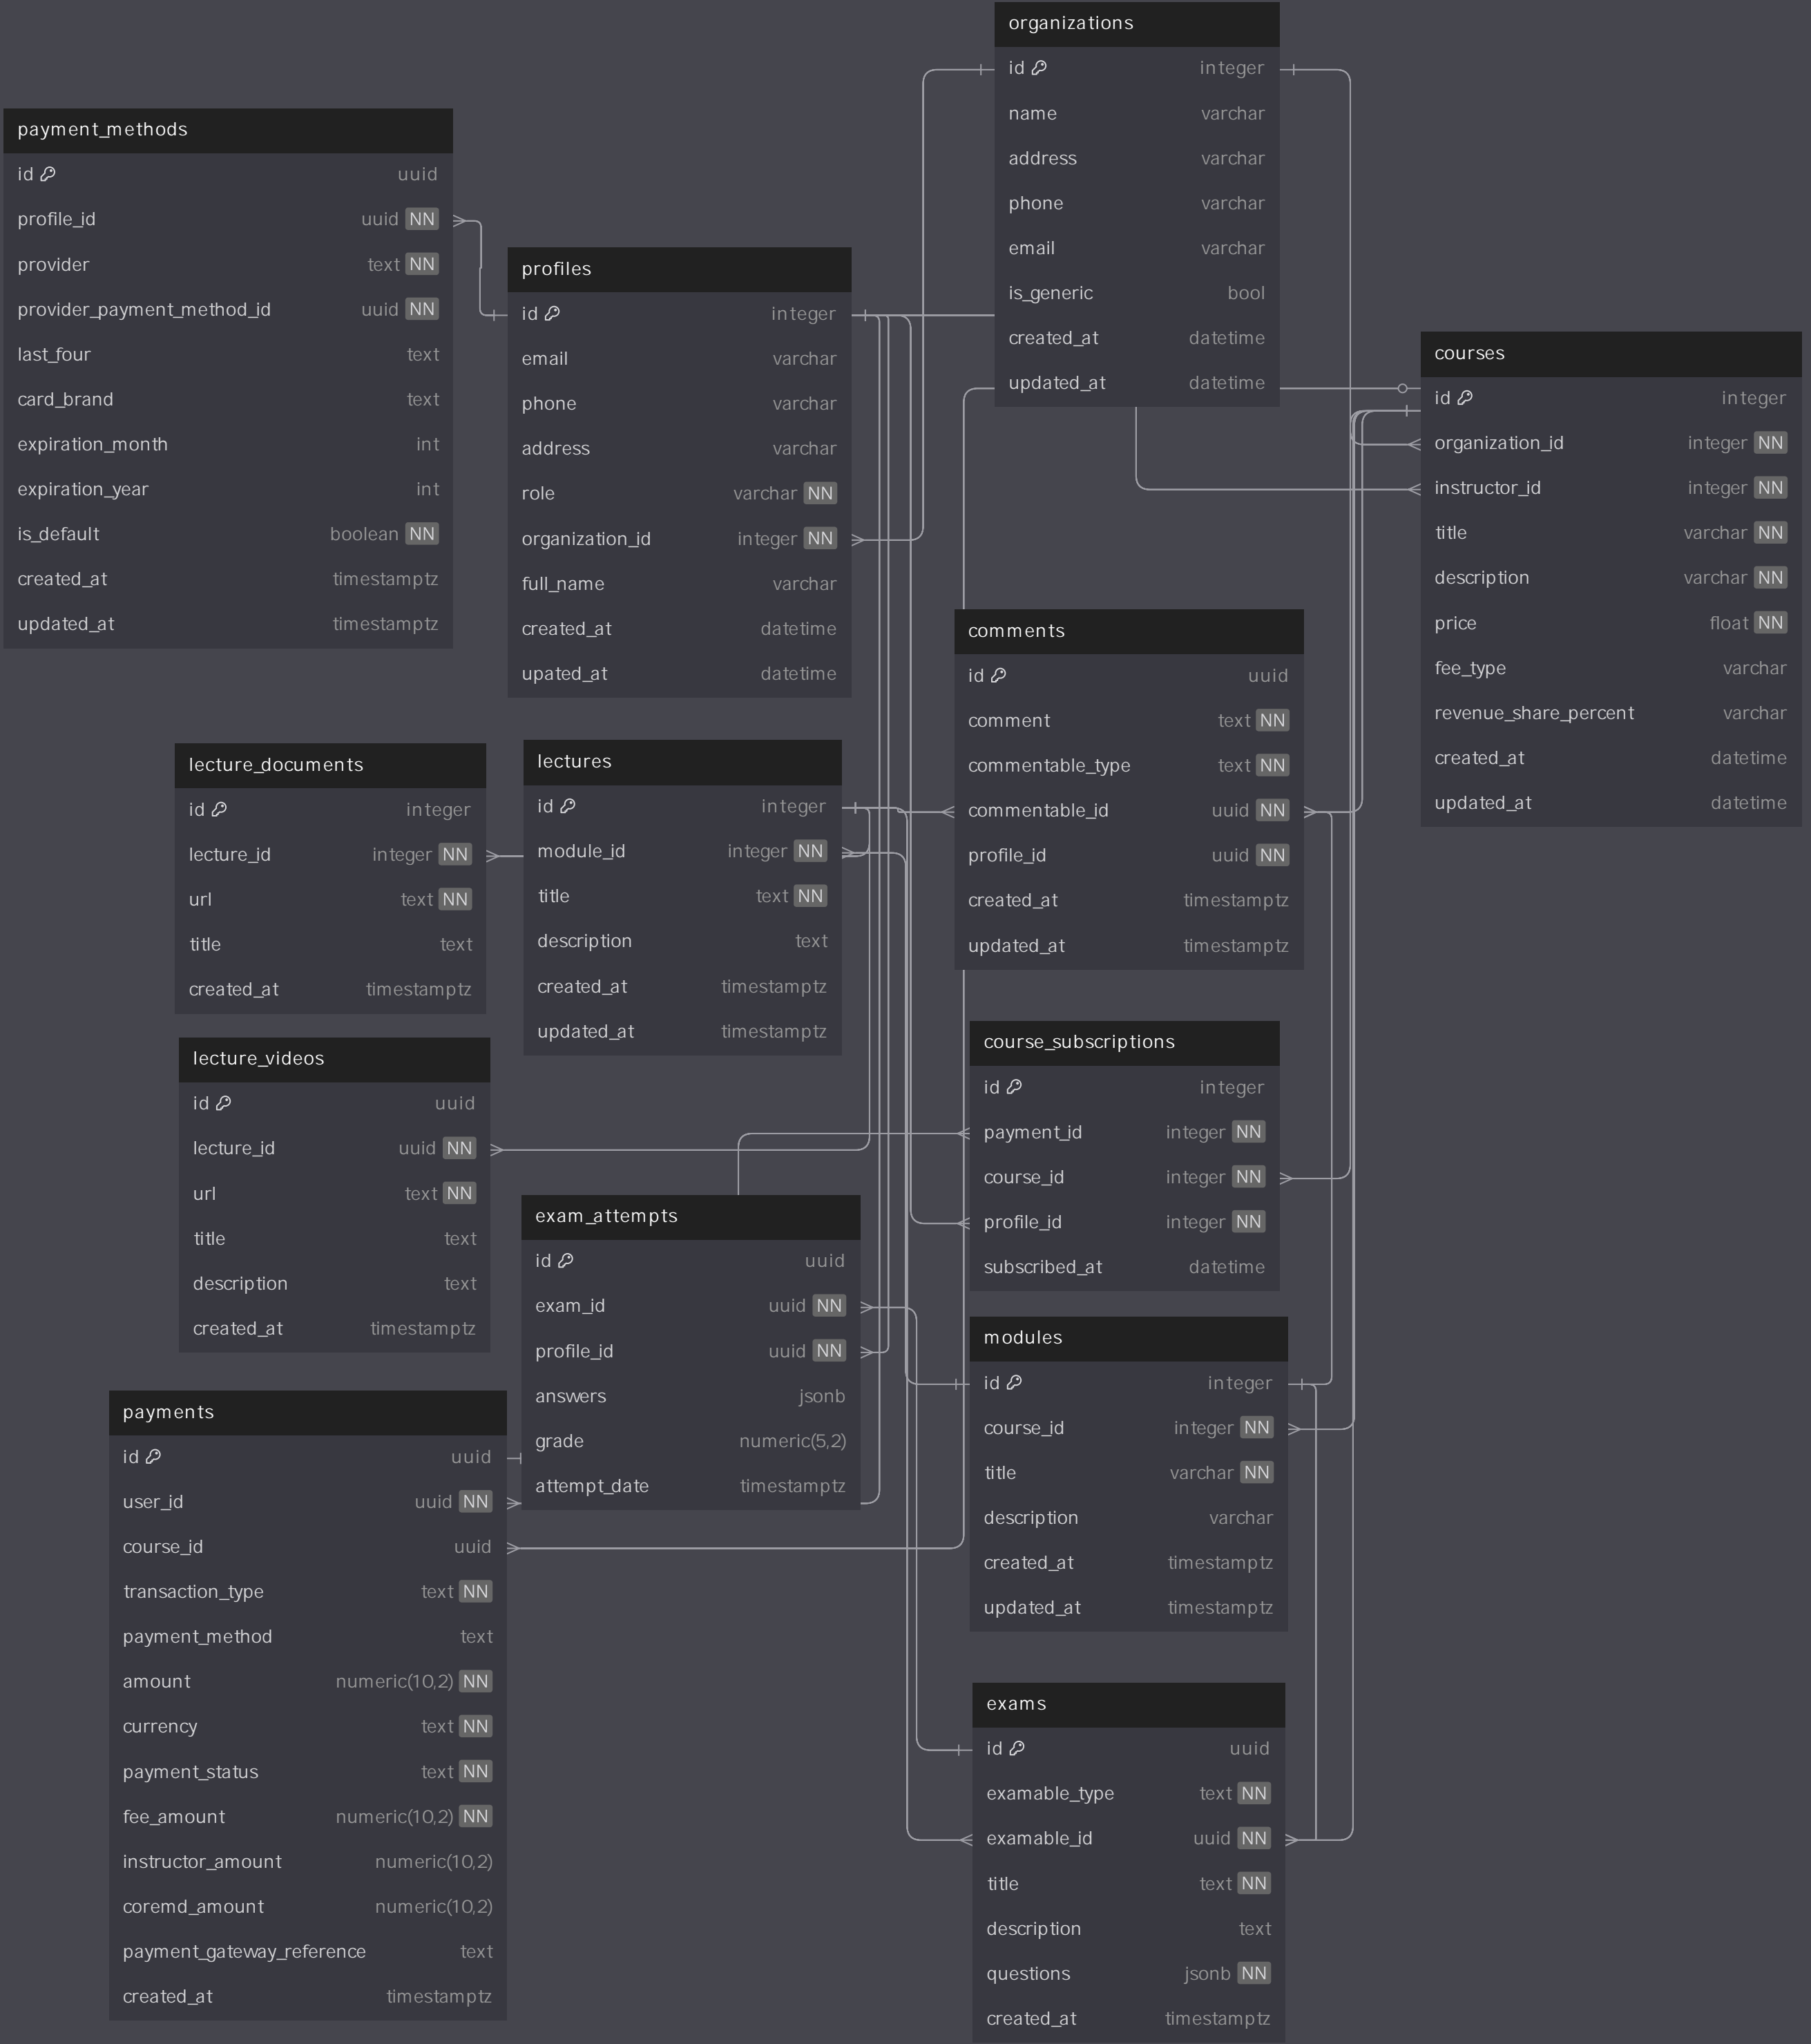 organizations
id integer
name varchar
address varchar
phone varchar
email varchar
is_generic bool
created_at datetime
updated_at datetime
payment_methods
id uuid
profile_id uuid NN
provider text NN
provider_payment_method_id uuid NN
last_four text
card_brand text
expiration_month int
expiration_year int
is_default boolean NN
created_at timestamptz
updated_at timestamptz
profiles
id integer
email varchar
phone varchar
address varchar
role varchar NN
organization_id integer NN
full_name varchar
created_at datetime
upated_at datetime
courses
id integer
organization_id integer NN
instructor_id integer NN
title varchar NN
description varchar NN
price float NN
fee_type varchar
revenue_share_percent varchar
created_at datetime
updated_at datetime
comments
id uuid
comment text NN
commentable_type text NN
commentable_id uuid NN
profile_id uuid NN
created_at timestamptz
updated_at timestamptz
lecture_documents
id integer
lecture_id integer NN
url text NN
title text
created_at timestamptz
lectures
id integer
module_id integer NN
title text NN
description text
created_at timestamptz
updated_at timestamptz
lecture_videos
id uuid
lecture_id uuid NN
url text NN
title text
description text
created_at timestamptz
course_subscriptions
id integer
payment_id integer NN
course_id integer NN
profile_id integer NN
subscribed_at datetime
exam_attempts
id uuid
exam_id uuid NN
profile_id uuid NN
answers jsonb
grade numeric(5,2)
attempt_date timestamptz
modules
id integer
course_id integer NN
title varchar NN
description varchar
created_at timestamptz
updated_at timestamptz
payments
id uuid
user_id uuid NN
course_id uuid
transaction_type text NN
payment_method text
amount numeric(10,2) NN
currency text NN
payment_status text NN
fee_amount numeric(10,2) NN
instructor_amount numeric(10,2)
coremd_amount numeric(10,2)
payment_gateway_reference text
created_at timestamptz
exams
id uuid
examable_type text NN
examable_id uuid NN
title text NN
description text
questions jsonb NN
created_at timestamptz